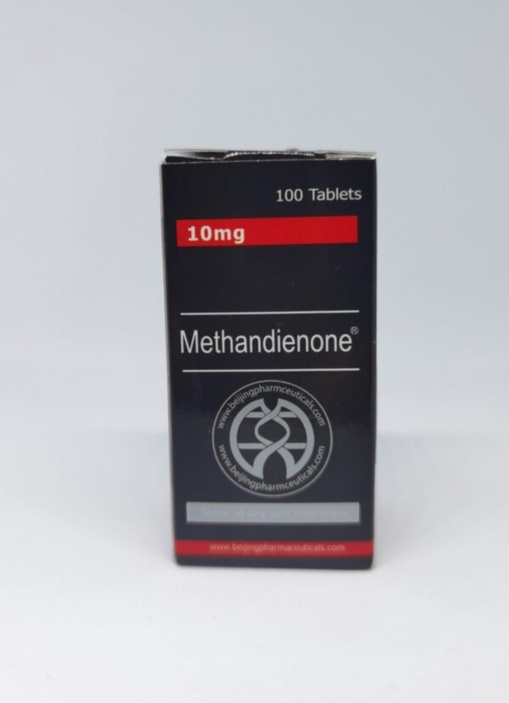 100 Tablets
10mg
Methandienone®
www.beijingpharmceuticals.com
www.beijingpharmceuticals.com
www.beijingpharmaceuticals.com